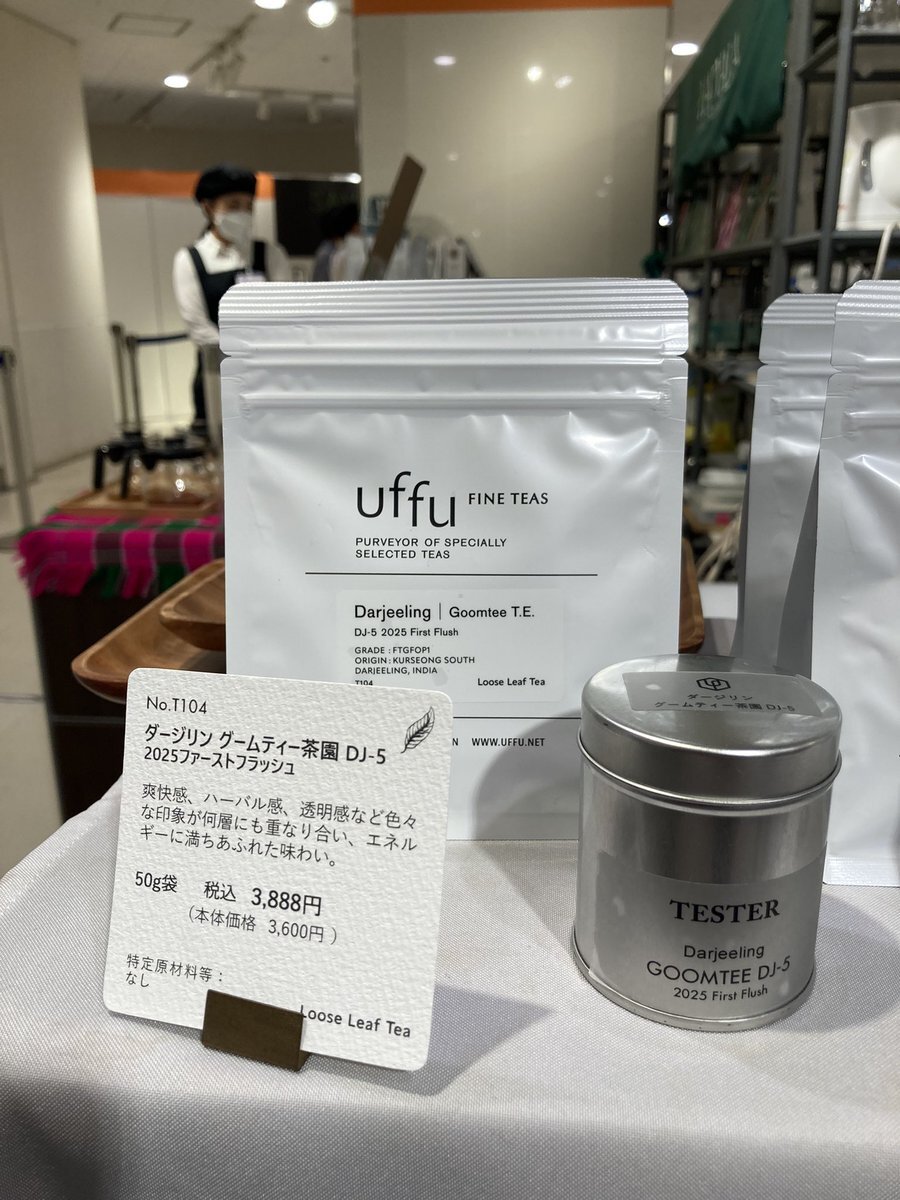 uffu FINE TEAS
PURVEYOR OF SPECIALLY
SELECTED TEAS
Darjeeling | Goomtee T.E.
DJ-5 2025 First Flush
GRADE : FTGFOP1
ORIGIN : KURSEONG SOUTH
DARJEELING, INDIA
T104 Loose Leaf Tea
WWW.UFFU.NET
No.T104
ダージリン グームティー茶園 DJ-5
2025ファーストフラッシュ
爽快感、ハーバル感、透明感など色々
な印象が何層にも重なり合い、エネル
ギーに満ちあふれた味わい。
50g袋 税込 3,888円
（本体価格 3,600円 ）
特定原材料等：
なし
Loose Leaf Tea
ダージリン
グームティー茶園 DJ-5
TESTER
Darjeeling
GOOMTEE DJ-5
2025 First Flush